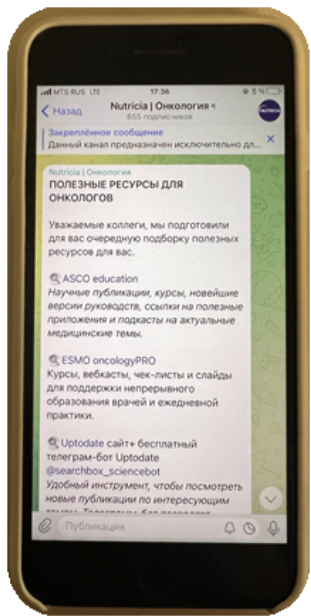 MTS RUS LTE 17:36 5 %
Назад
Nutricia | Онкология
655 подписчиков
NUTRICIA
Закреплённое сообщение
Данный канал предназначен исключительно дл...
Nutricia | Онкология
ПОЛЕЗНЫЕ РЕСУРСЫ ДЛЯ
ОНКОЛОГОВ
Уважаемые коллеги, мы подготовили
для вас очередную подборку полезных
ресурсов для вас.
ASCO education
Научные публикации, курсы, новейшие
версии руководств, ссылки на полезные
приложения и подкасты на актуальные
медицинские темы.
ESMO oncologyPRO
Курсы, вебкасты, чек-листы и слайды
для поддержки непрерывного
образования врачей и ежедневной
практики.
Uptodate сайт+ бесплатный
телеграм-бот Uptodate
@searchbox_sciencebot
Удобный инструмент, чтобы посмотреть
новые публикации по интересующим
Публикация